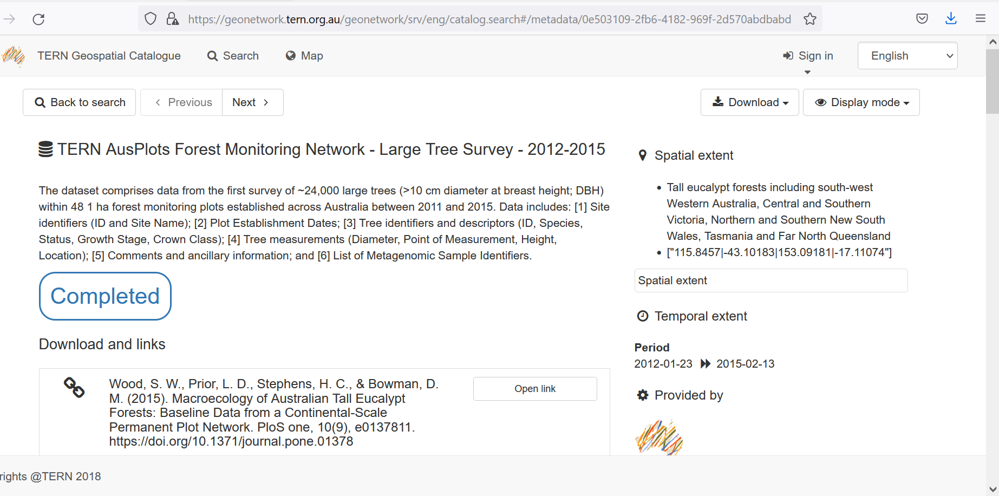 https://geonetwork.tern.org.au/geonetwork/srv/eng/catalog.search#/metadata/0e503109-2fb6-4182-969f-2d570abdbabd
TERN Geospatial Catalogue Search Map Sign in English
Back to search Previous Next Download Display mode
TERN AusPlots Forest Monitoring Network - Large Tree Survey - 2012-2015
The dataset comprises data from the first survey of ~24,000 large trees (>10 cm diameter at breast height; DBH)
within 48 1 ha forest monitoring plots established across Australia between 2011 and 2015. Data includes: [1] Site
identifiers (ID and Site Name); [2] Plot Establishment Dates; [3] Tree identifiers and descriptors (ID, Species,
Status, Growth Stage, Crown Class); [4] Tree measurements (Diameter, Point of Measurement, Height,
Location); [5] Comments and ancillary information; and [6] List of Metagenomic Sample Identifiers.
Completed
Download and links
Wood, S. W., Prior, L. D., Stephens, H. C., & Bowman, D.
M. (2015). Macroecology of Australian Tall Eucalypt
Forests: Baseline Data from a Continental-Scale
Permanent Plot Network. PloS one, 10(9), e0137811.
https://doi.org/10.1371/journal.pone.01378
Open link
Spatial extent
• Tall eucalypt forests including south-west
Western Australia, Central and Southern
Victoria, Northern and Southern New South
Wales, Tasmania and Far North Queensland
• ["115.8457|-43.10183|153.09181|-17.11074"]
Spatial extent
Temporal extent
Period
2012-01-23 2015-02-13
Provided by
rights @TERN 2018